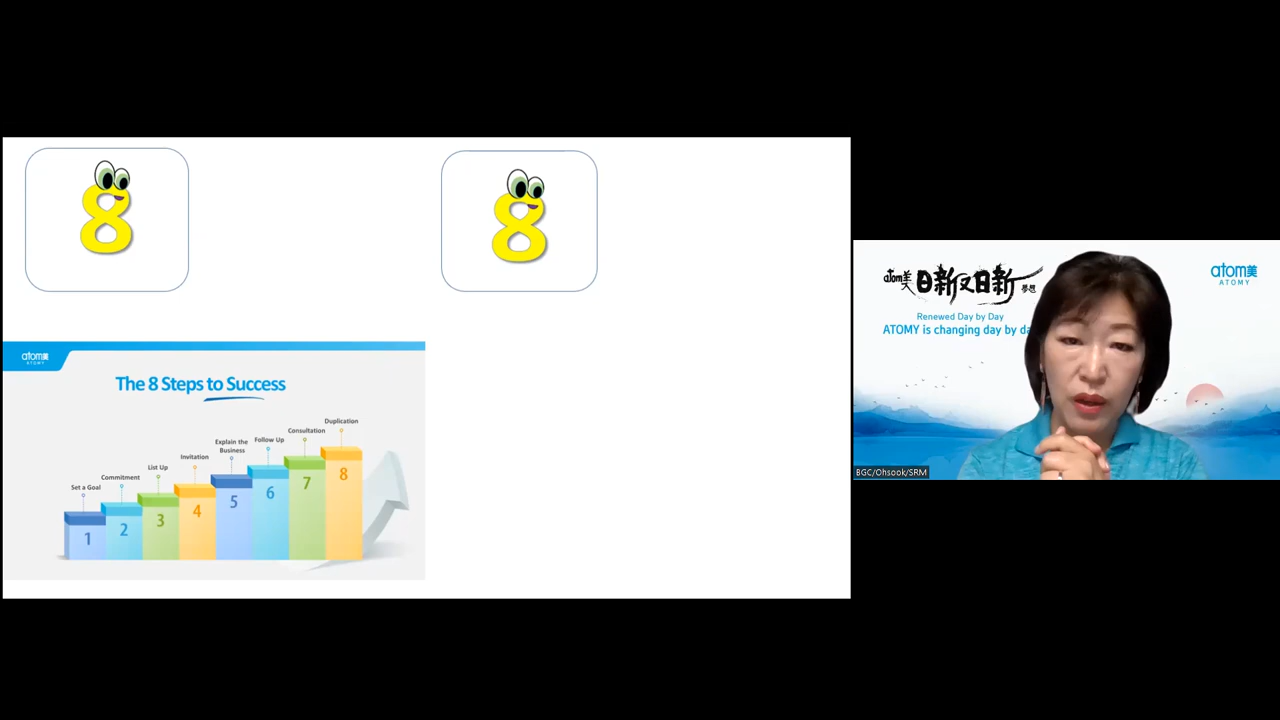 8
8
atom美
ATOMY
The 8 Steps to Success
Set a Goal
Commitment
List Up
Invitation
Explain the
Business
Follow Up
Consultation
Duplication
1
2
3
4
5
6
7
8
atom美 日新又日新 夢想
Renewed Day by Day
ATOMY is changing day by da
atom美
ATOMY
BGC/Ohsook/SRM